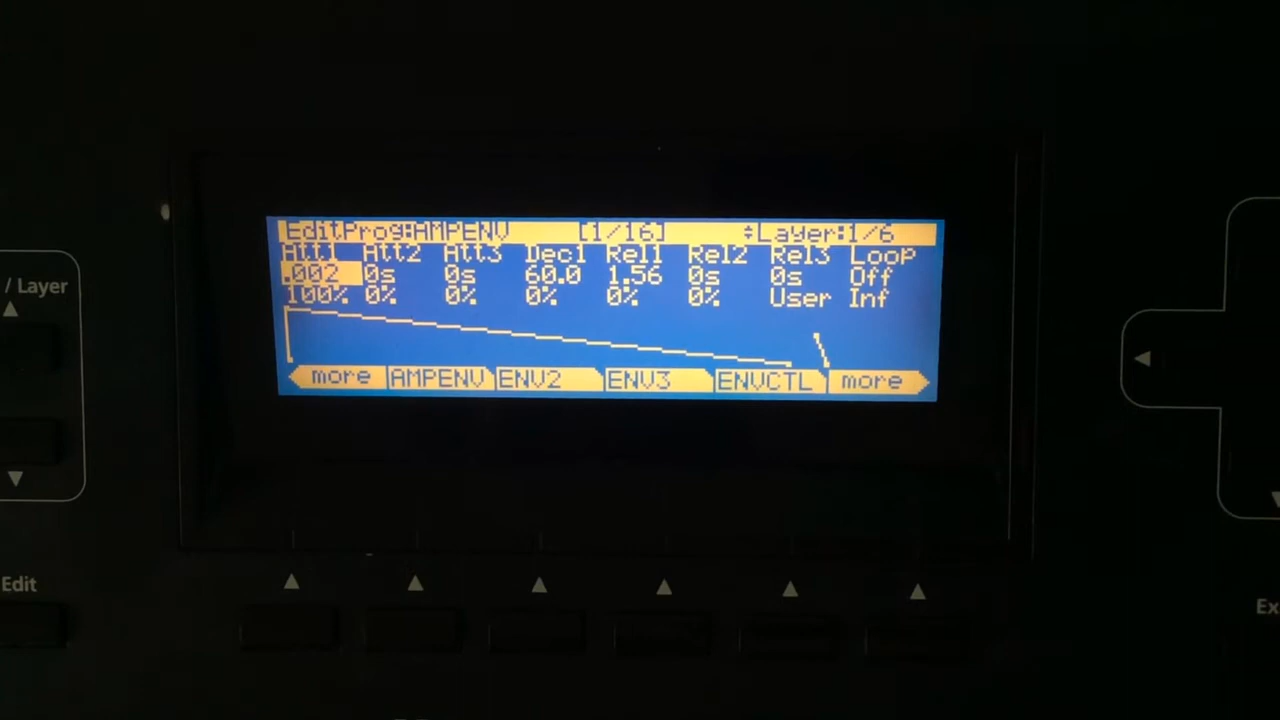 EditProg:AMPENV [1/16] ÷Layer:1/6
Att1 Att2 Att3 Dec1 Rel1 Rel2 Rel3 Loop
.002 0s 0s 60.0 1.56 0s 0s Off
100% 0% 0% 0% 0% 0% User Inf
more AMPENV ENV2 ENV3 ENVCTL more
/ Layer
Edit
Ex